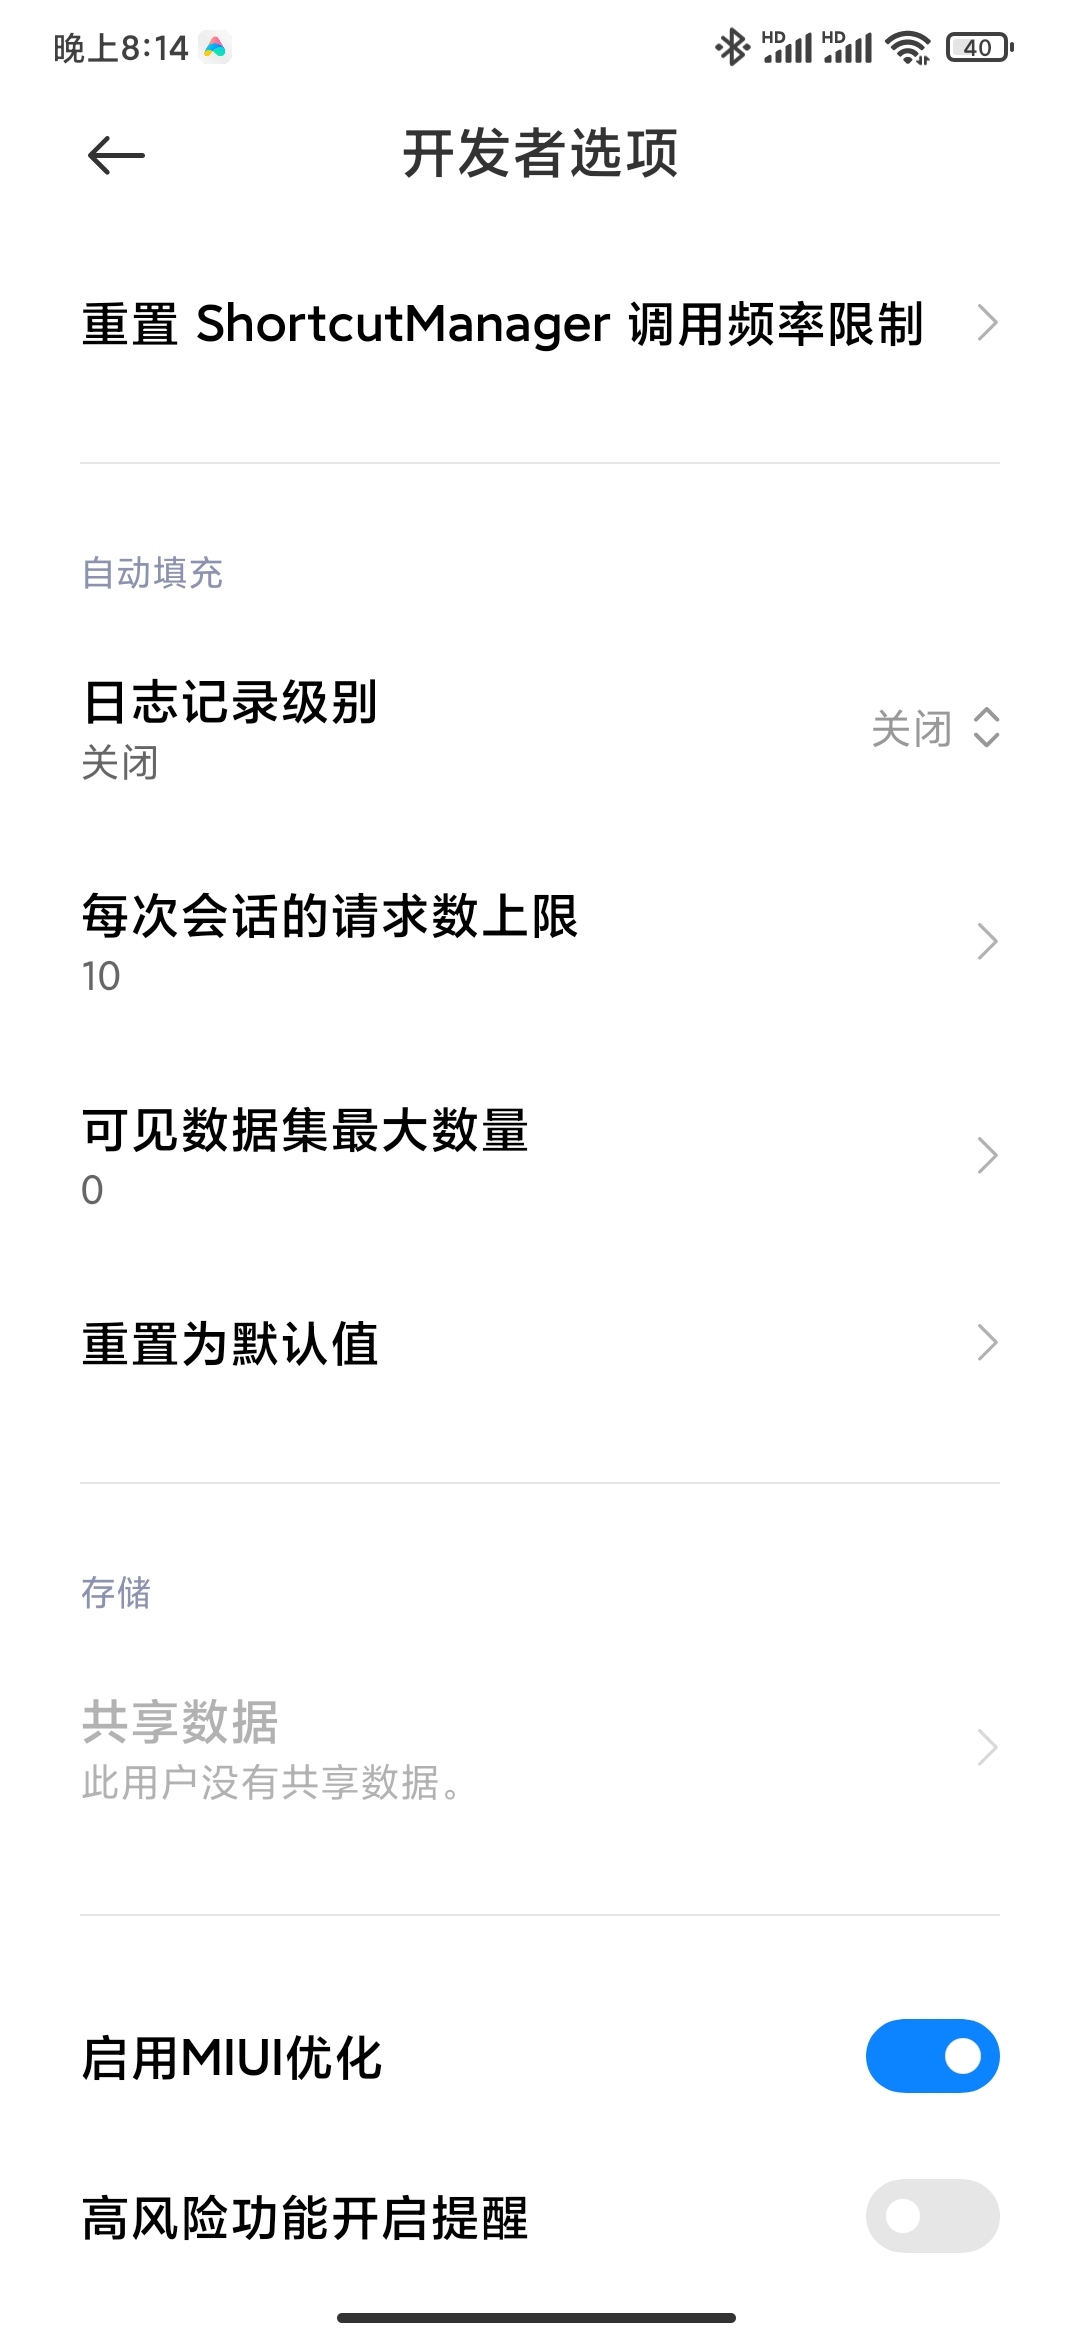 晚上8:14
HD HD 40
开发者选项
重置 ShortcutManager 调用频率限制
自动填充
日志记录级别
关闭
关闭
每次会话的请求数上限
10
可见数据集最大数量
0
重置为默认值
存储
共享数据
此用户没有共享数据。
启用MIUI优化
高风险功能开启提醒